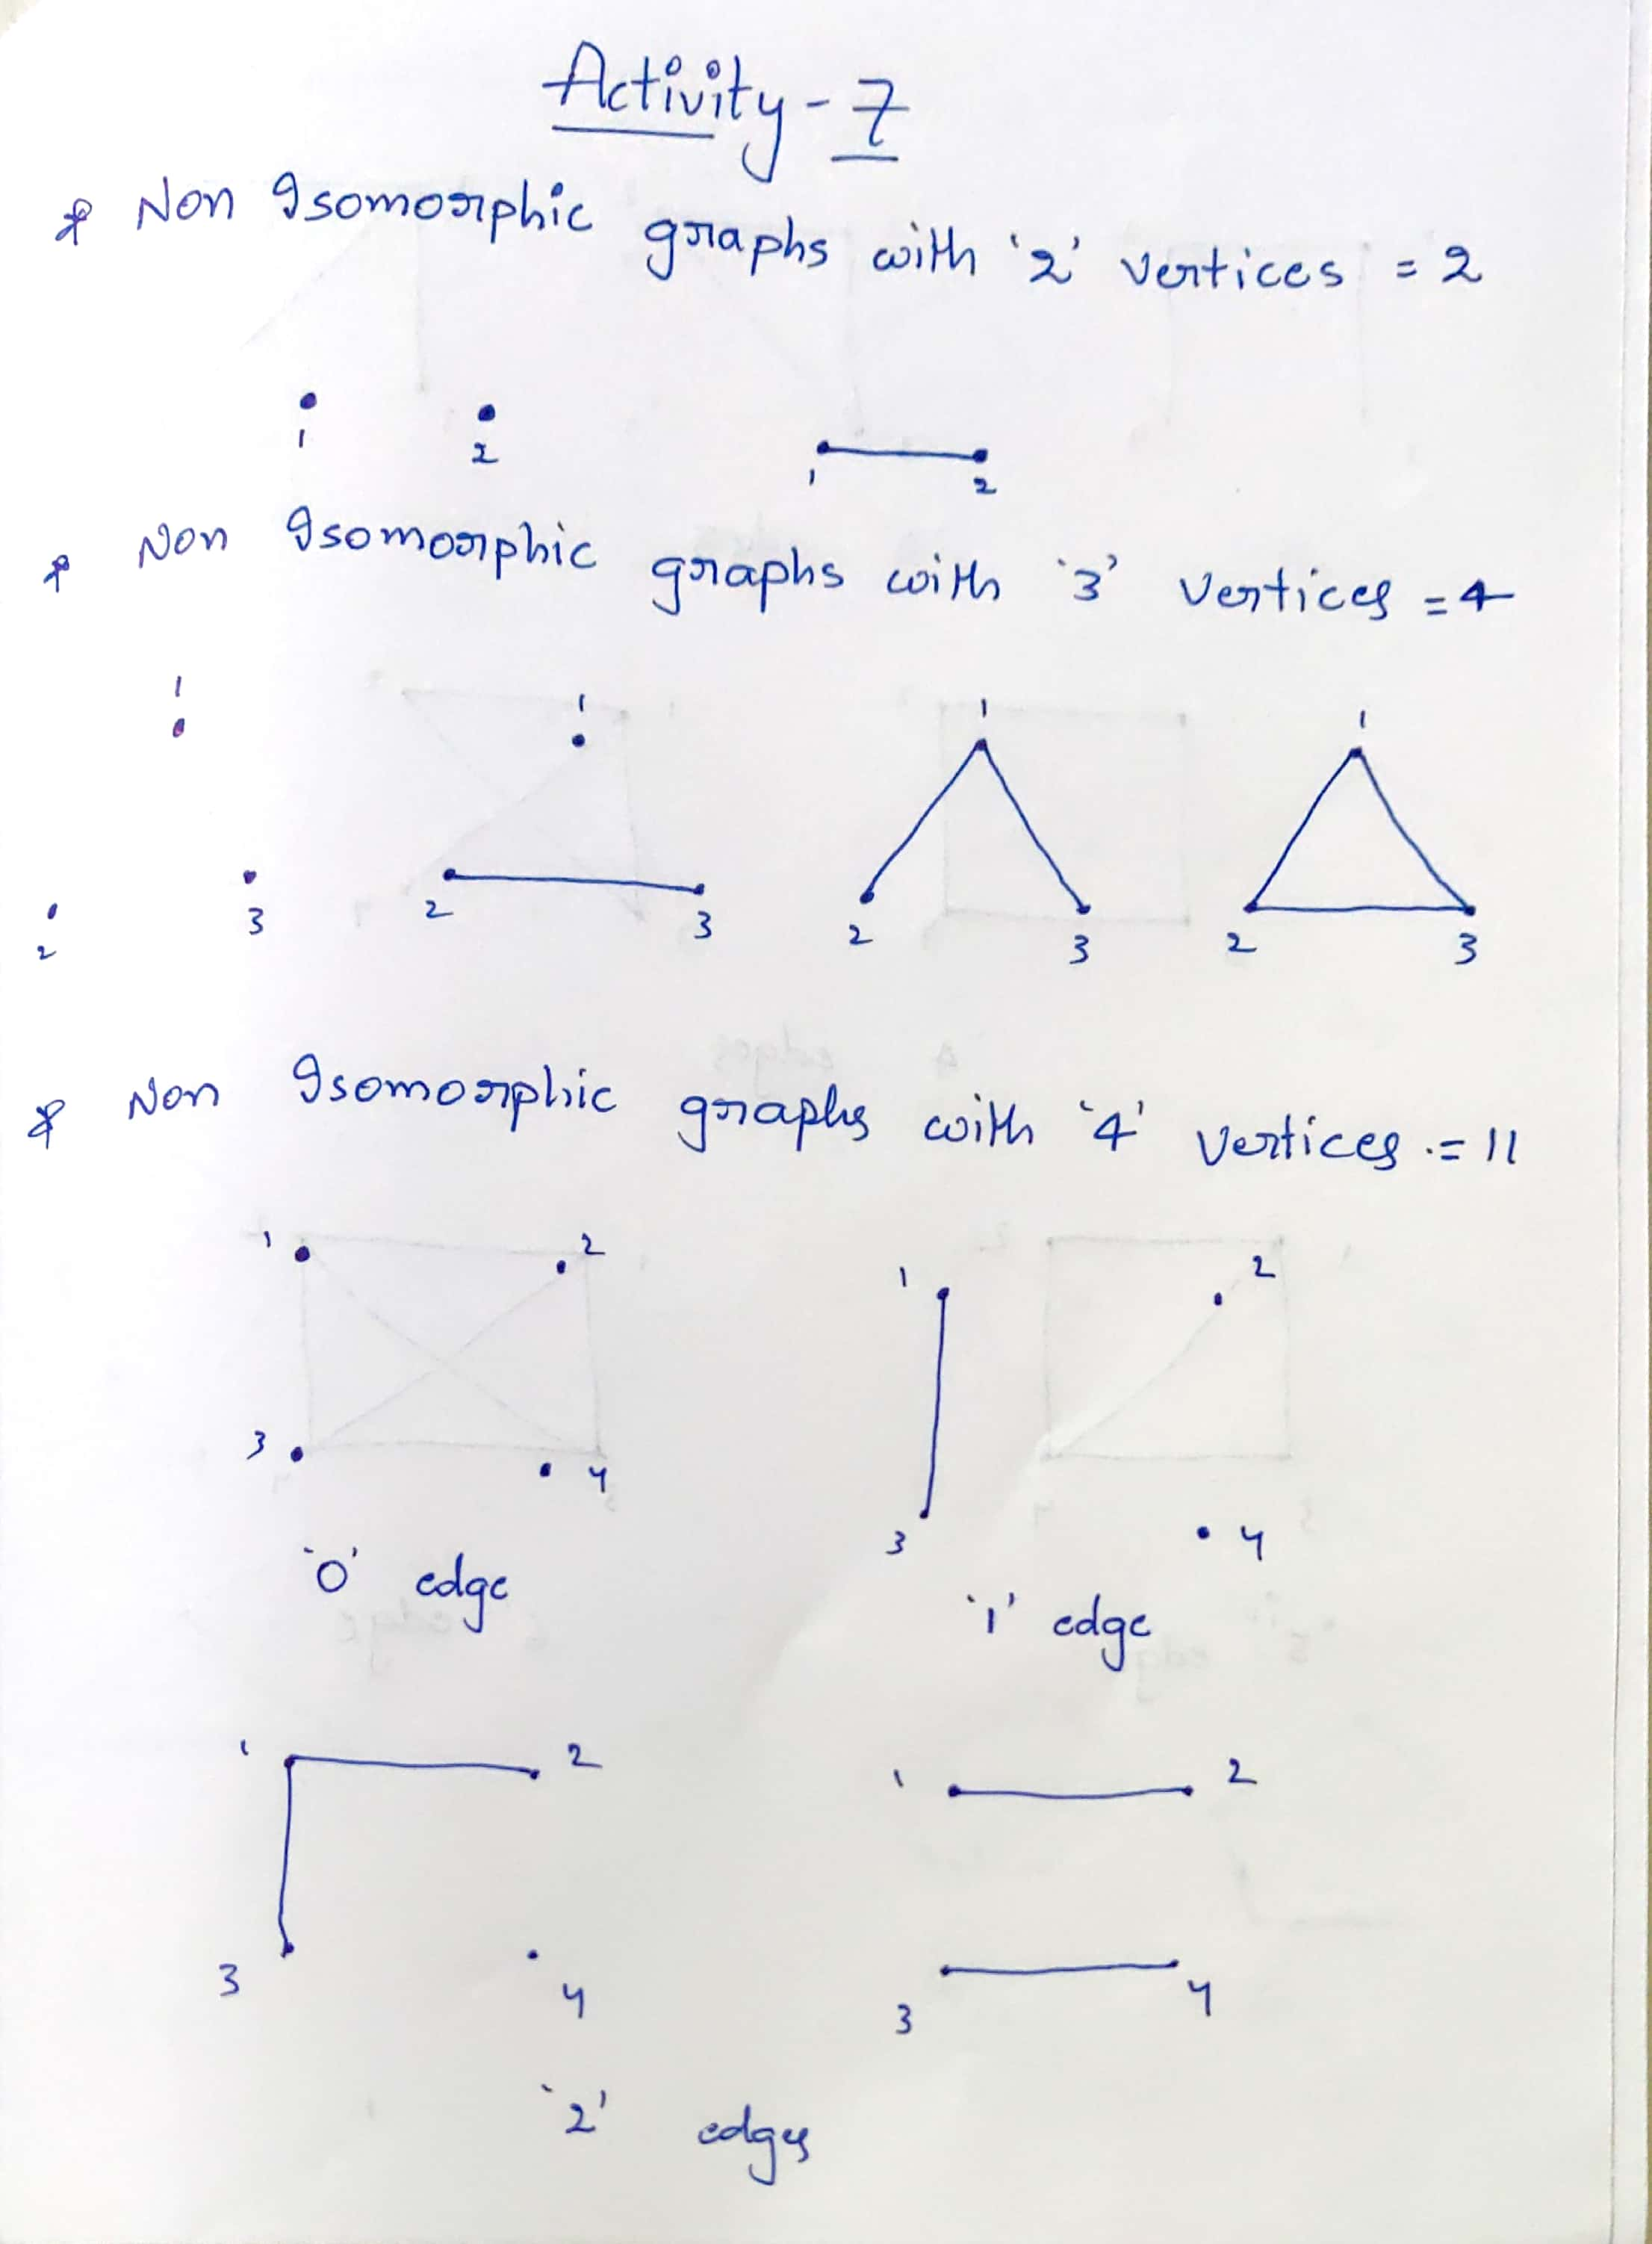 Activity - 7
* Non Isomorphic graphs with '2' vertices = 2
1 2 1 2
* Non Isomorphic graphs with '3' vertices = 4
1 1 1 1
2 3 2 3 2 3 2 3
* Non Isomorphic graphs with '4' vertices .= 11
1 2 1 2
3 4 3 4
'0' edge '1' edge
1 2 1 2
3 4 3 4
'2' edges